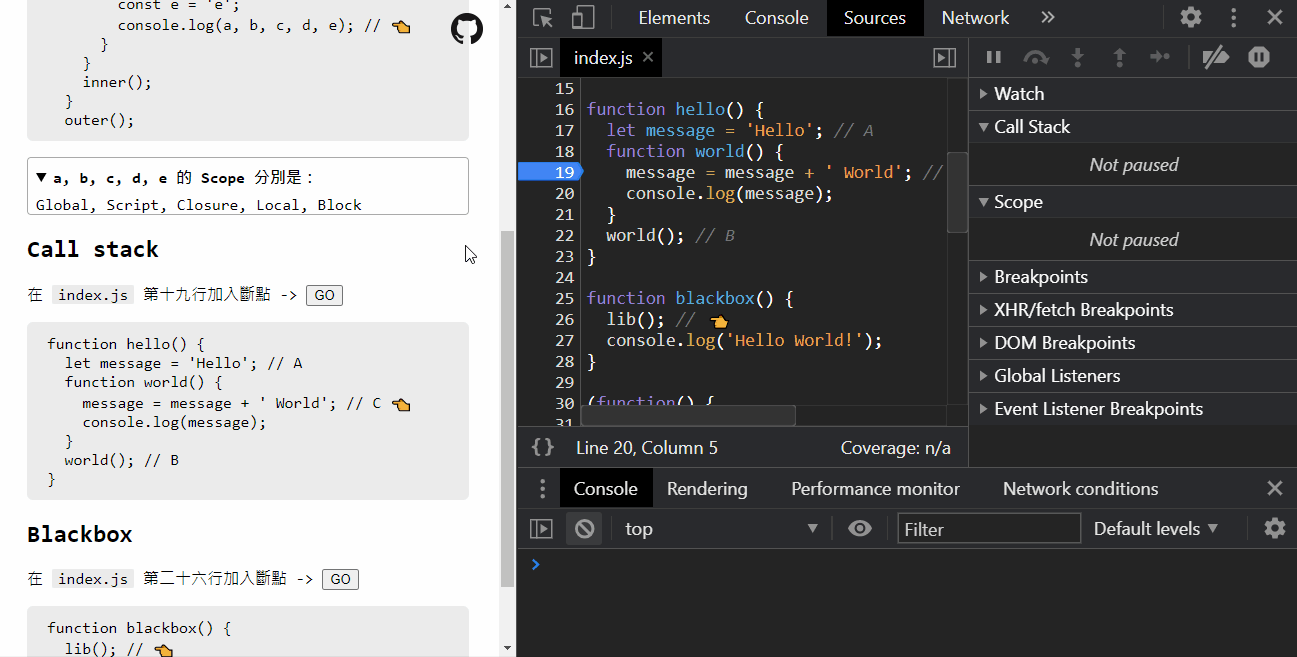 const e = 'e';
console.log(a, b, c, d, e); // 👈
}
}
inner();
}
outer();
▼ a, b, c, d, e 的 Scope 分別是：
Global, Script, Closure, Local, Block
Call stack
在 index.js 第十九行加入斷點 -> GO
function hello() {
let message = 'Hello'; // A
function world() {
message = message + ' World'; // C 👈
console.log(message);
}
world(); // B
}
Blackbox
在 index.js 第二十六行加入斷點 -> GO
function blackbox() {
lib(); // 👈
Elements Console Sources Network »
index.js ×
15
16 function hello() {
17 let message = 'Hello'; // A
18 function world() {
19 message = message + ' World'; //
20 console.log(message);
21 }
22 world(); // B
23 }
24
25 function blackbox() {
26 lib(); // 👈
27 console.log('Hello World!');
28 }
29
30 (function() {
31
{} Line 20, Column 5 Coverage: n/a
Watch
Call Stack
Not paused
Scope
Not paused
Breakpoints
XHR/fetch Breakpoints
DOM Breakpoints
Global Listeners
Event Listener Breakpoints
Console Rendering Performance monitor Network conditions
top Filter Default levels